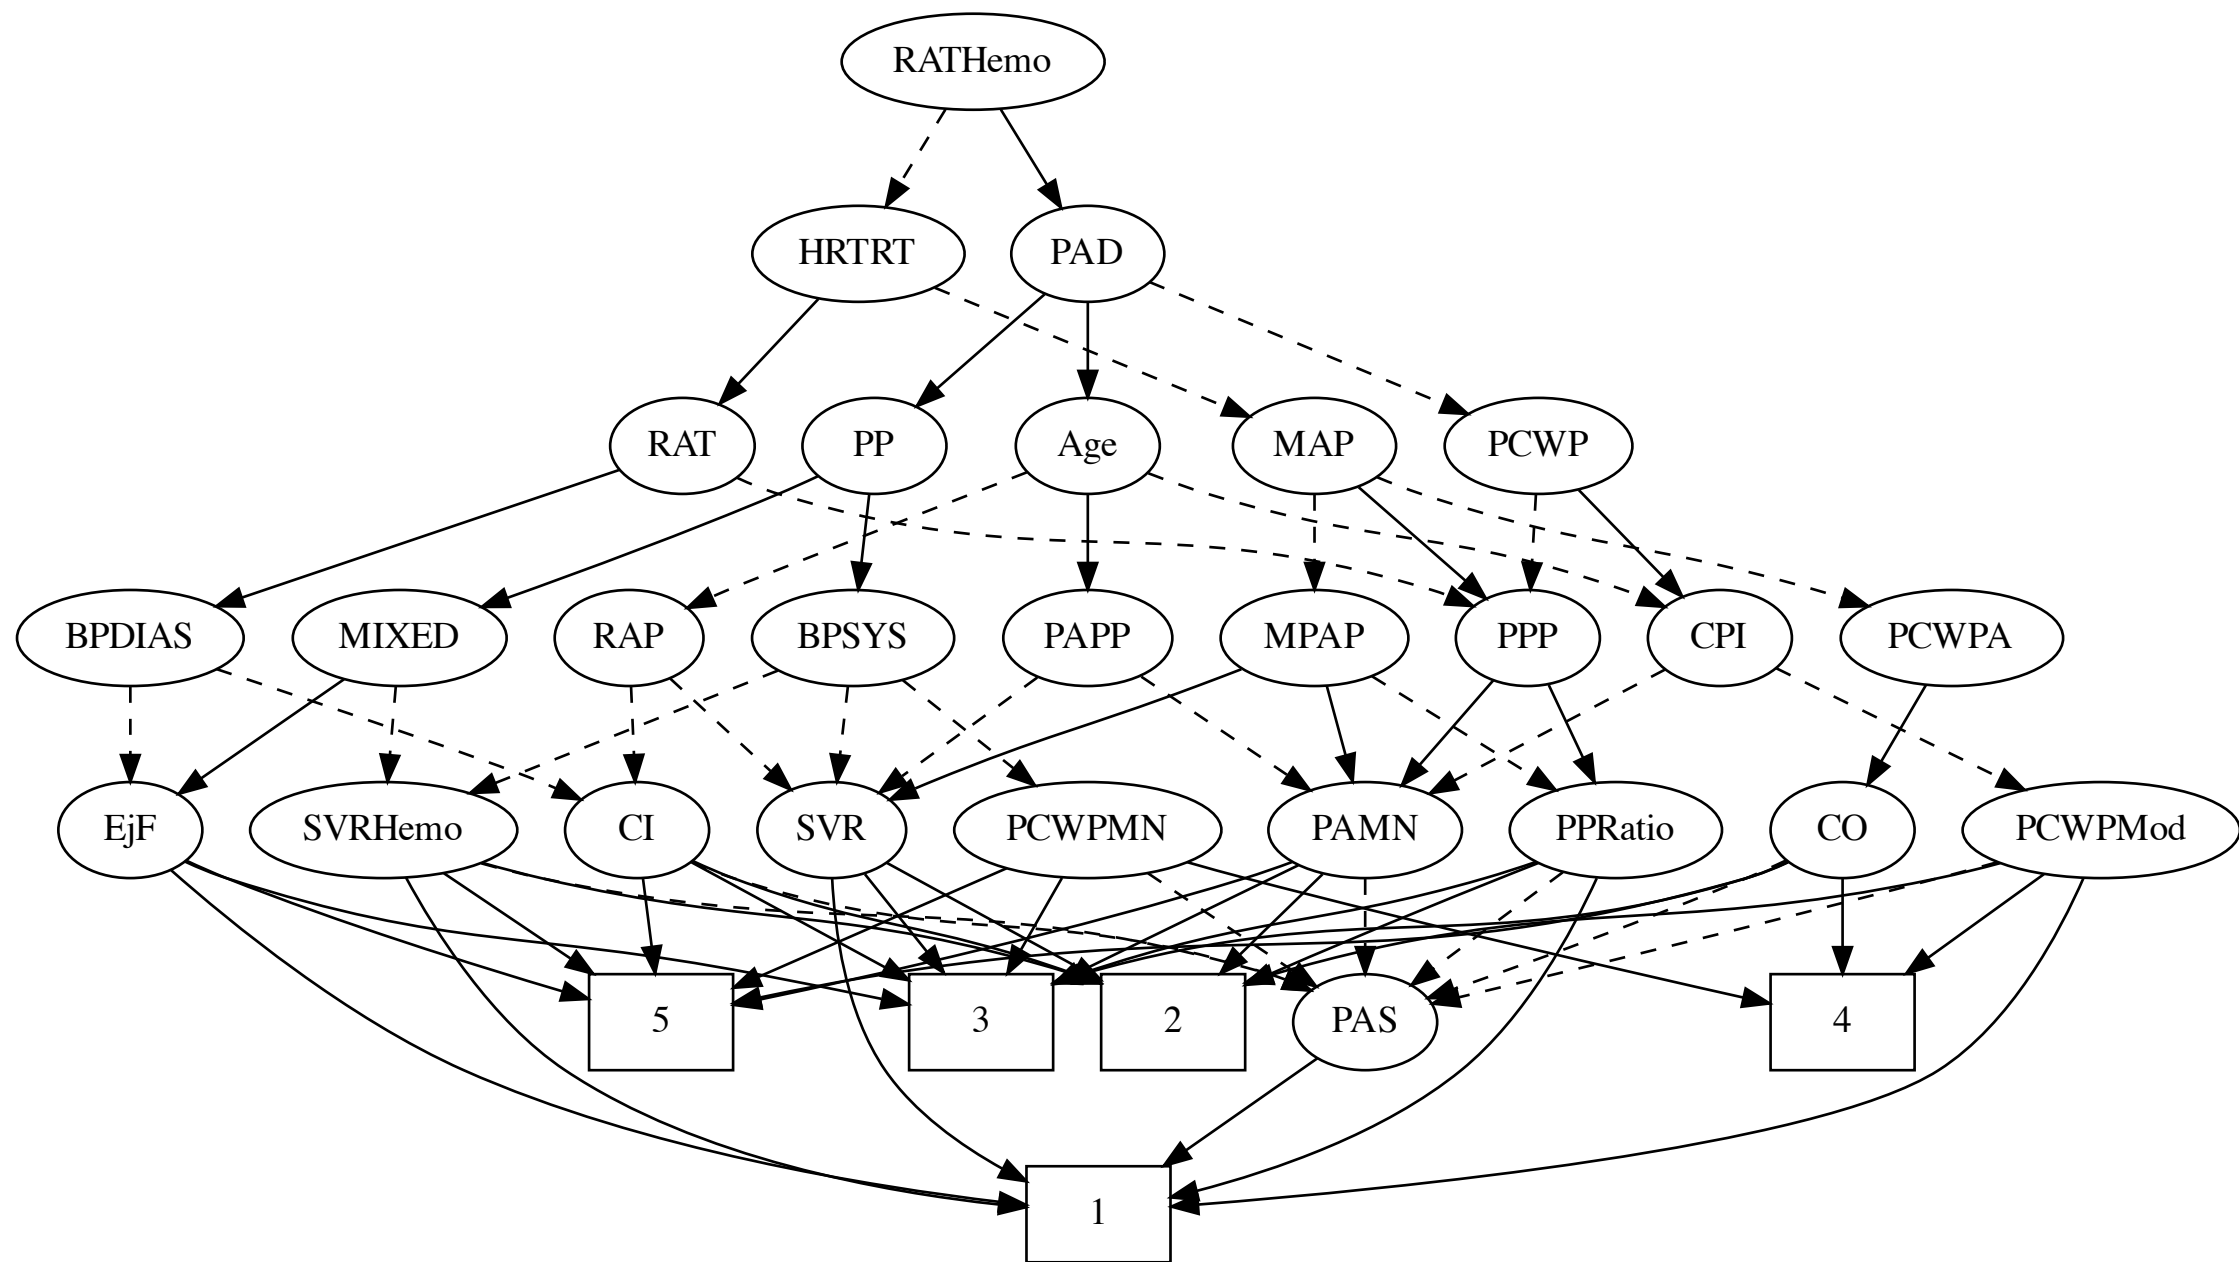 RATHemo
HRTRT
PAD
RAT
PP
Age
MAP
PCWP
BPDIAS
MIXED
RAP
BPSYS
PAPP
MPAP
PPP
CPI
PCWPA
EjF
SVRHemo
CI
SVR
PCWPMN
PAMN
PPRatio
CO
PCWPMod
5
3
2
PAS
4
1